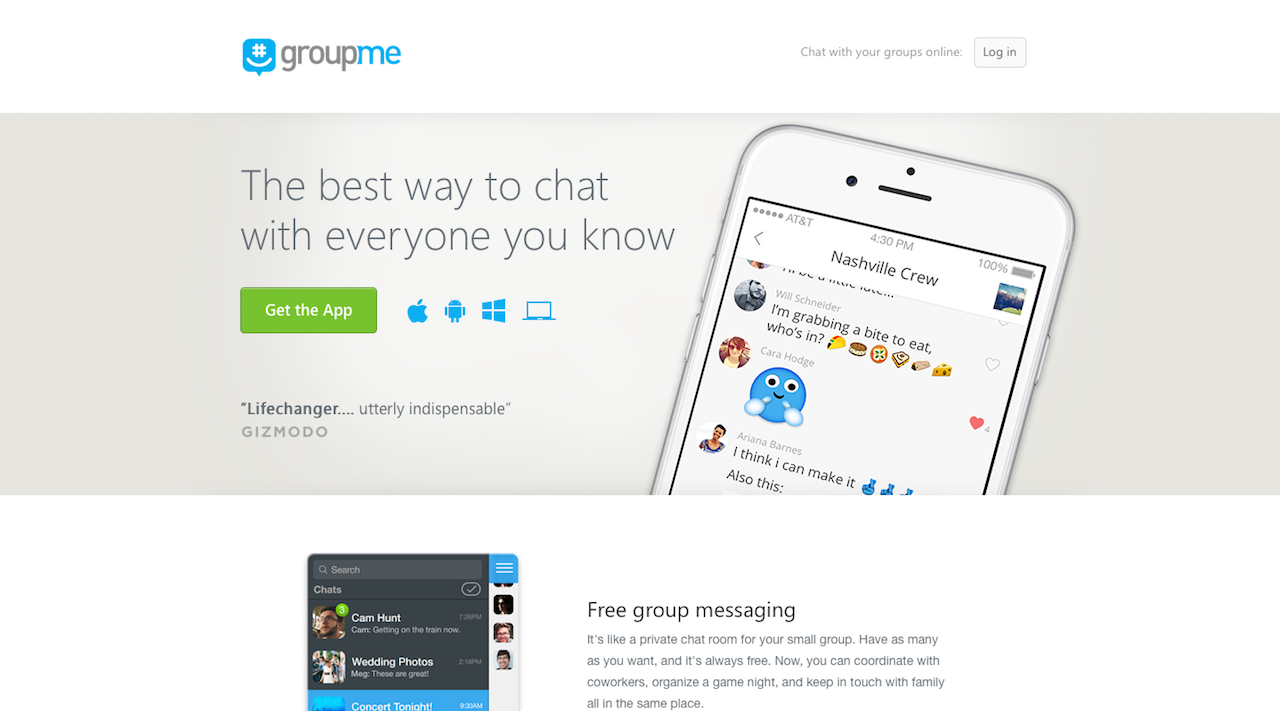 groupme
Chat with your groups online:
Log in
The best way to chat
with everyone you know
Get the App
“Lifechanger.... utterly indispensable”
GIZMODO
AT&T
4:30 PM
100%
Nashville Crew
I'll be a little late...
Will Schneider
I'm grabbing a bite to eat,
who's in?
Cara Hodge
4
Ariana Barnes
I think i can make it
Also this:
Search
Chats
3
Cam Hunt
7:26PM
Cam: Getting on the train now.
Wedding Photos
2:18PM
Meg: These are great!
Concert Tonight!
9:30AM
Free group messaging
It's like a private chat room for your small group. Have as many
as you want, and it's always free. Now, you can coordinate with
coworkers, organize a game night, and keep in touch with family
all in the same place.